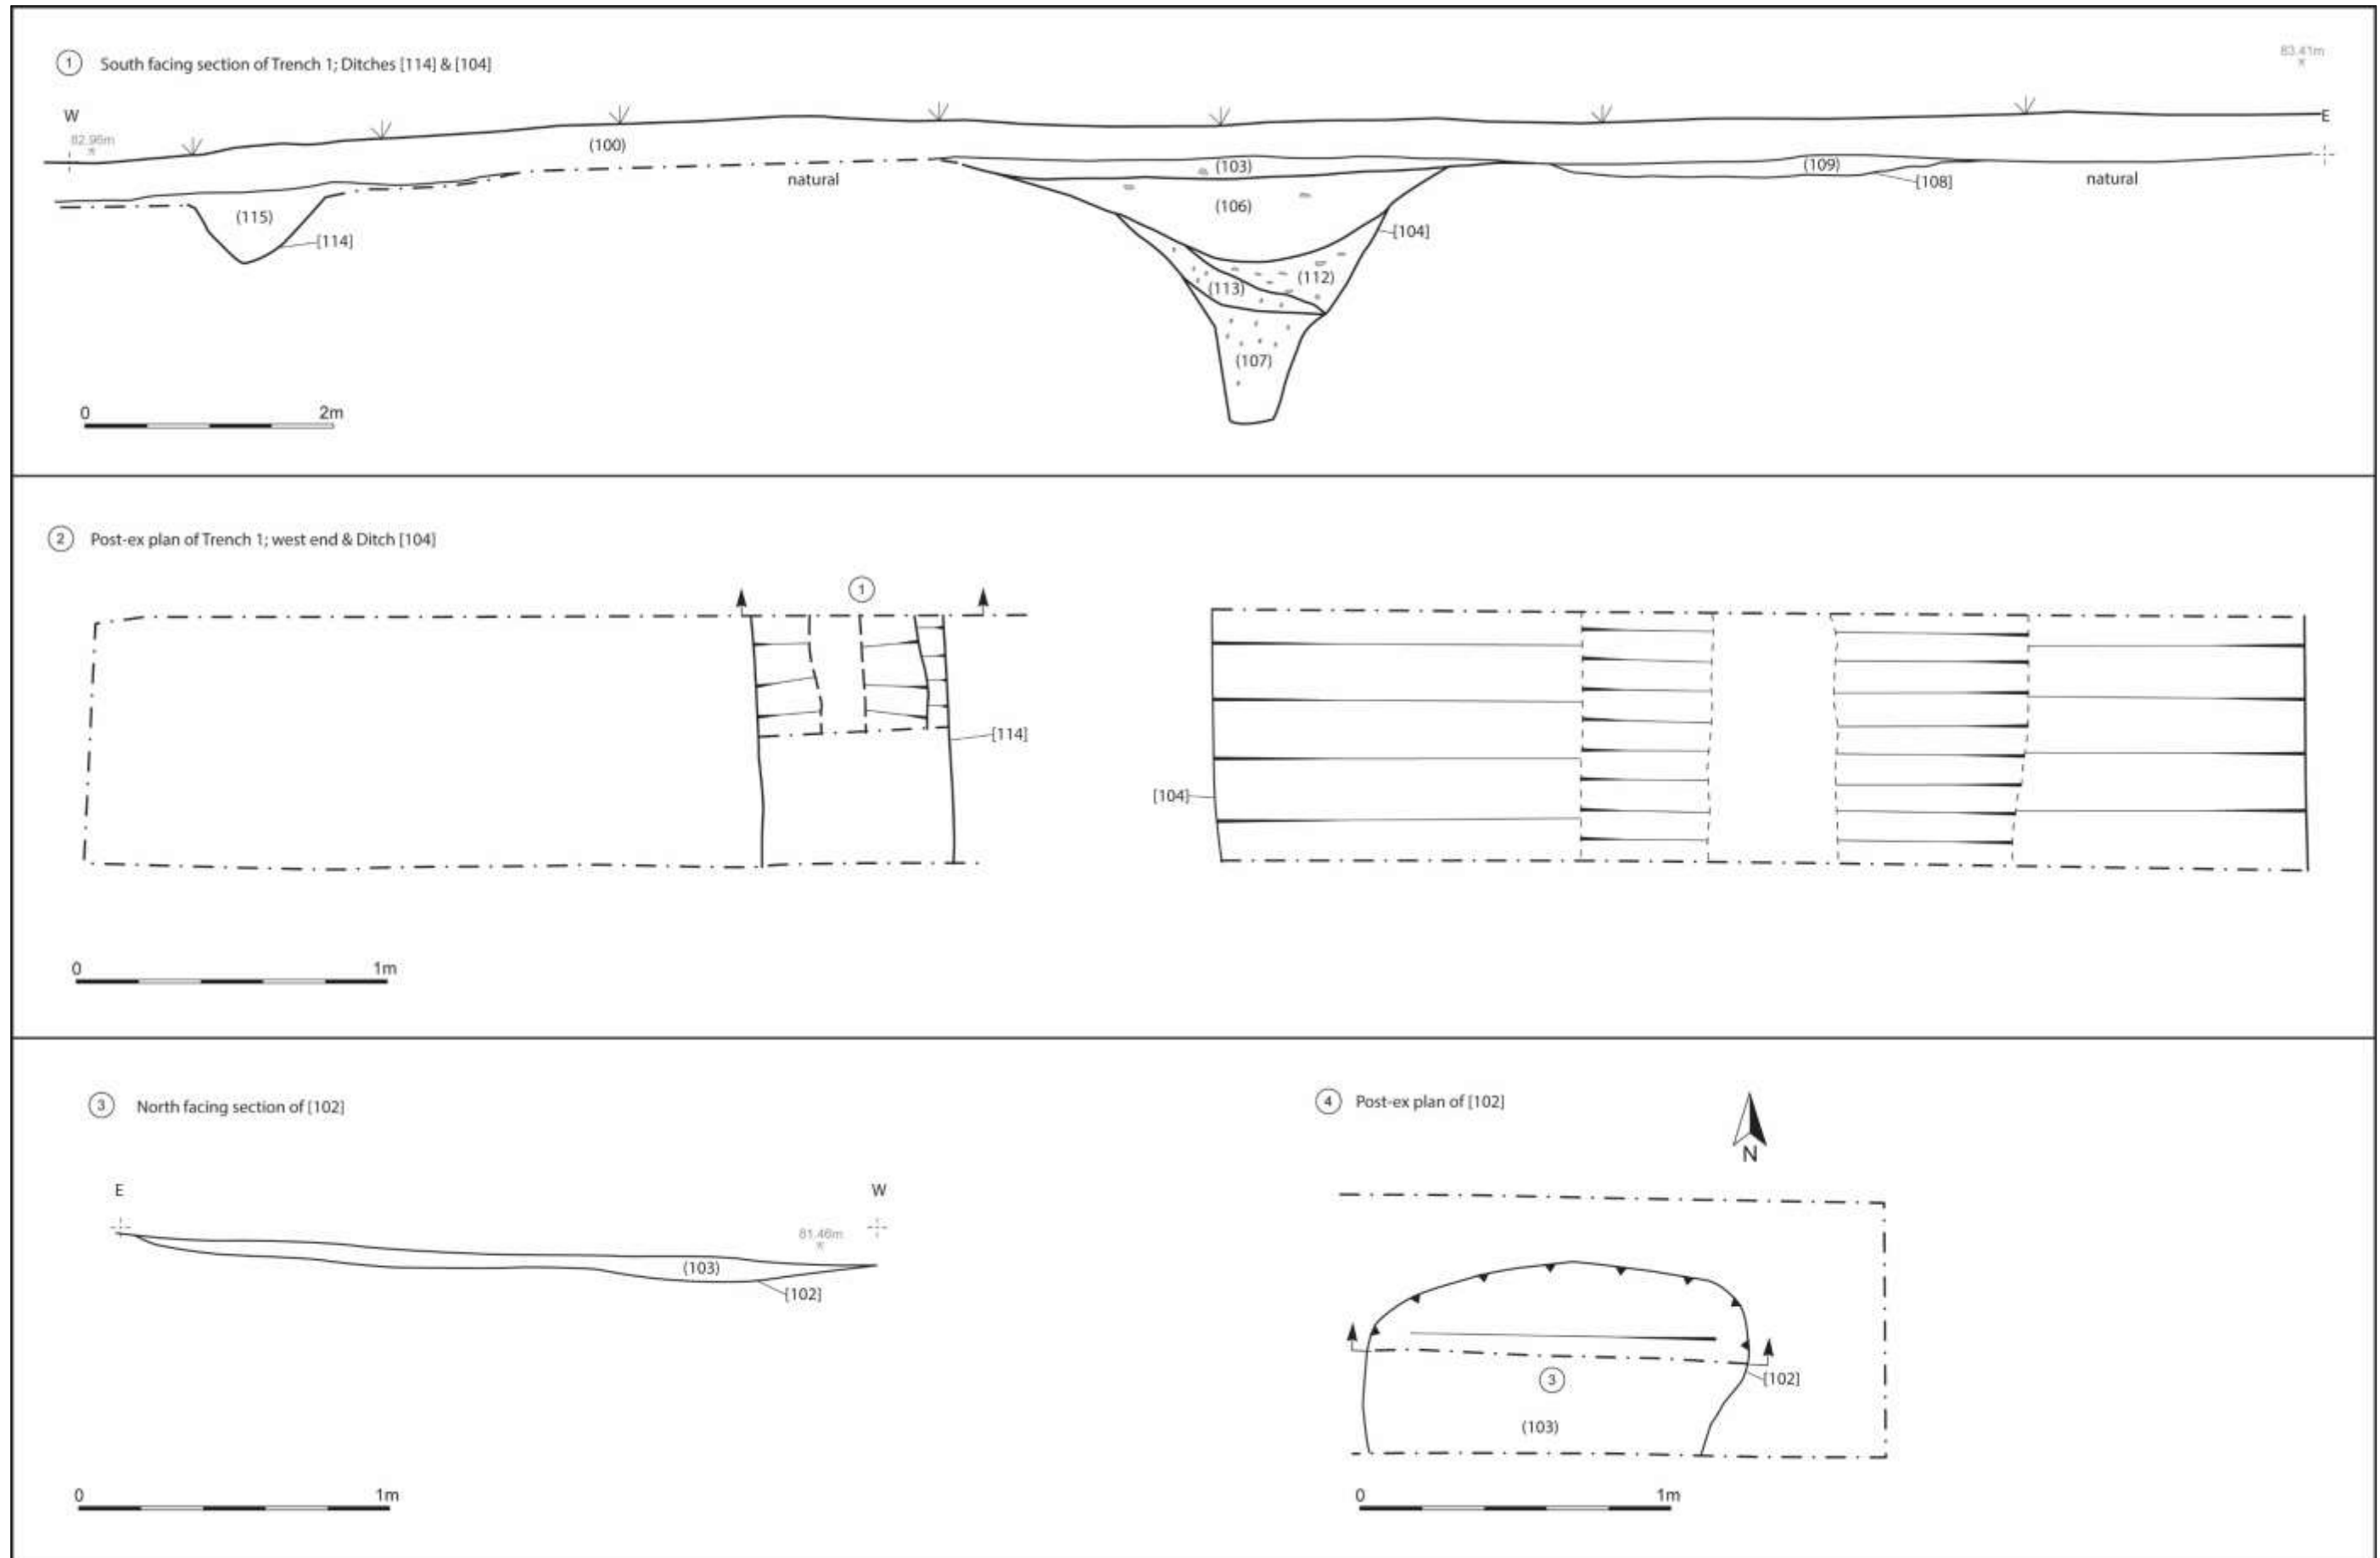 1 South facing section of Trench 1; Ditches [114] & [104]
83.41m
W
E
82.96m
(100)
(103)
(109)
natural
[108]
natural
(106)
(115)
[104]
[114]
(112)
(113)
(107)
0 2m
2 Post-ex plan of Trench 1; west end & Ditch [104]
1
[114]
[104]
0 1m
3 North facing section of [102]
E W
81.46m
(103)
[102]
0 1m
4 Post-ex plan of [102]
N
3
[102]
(103)
0 1m